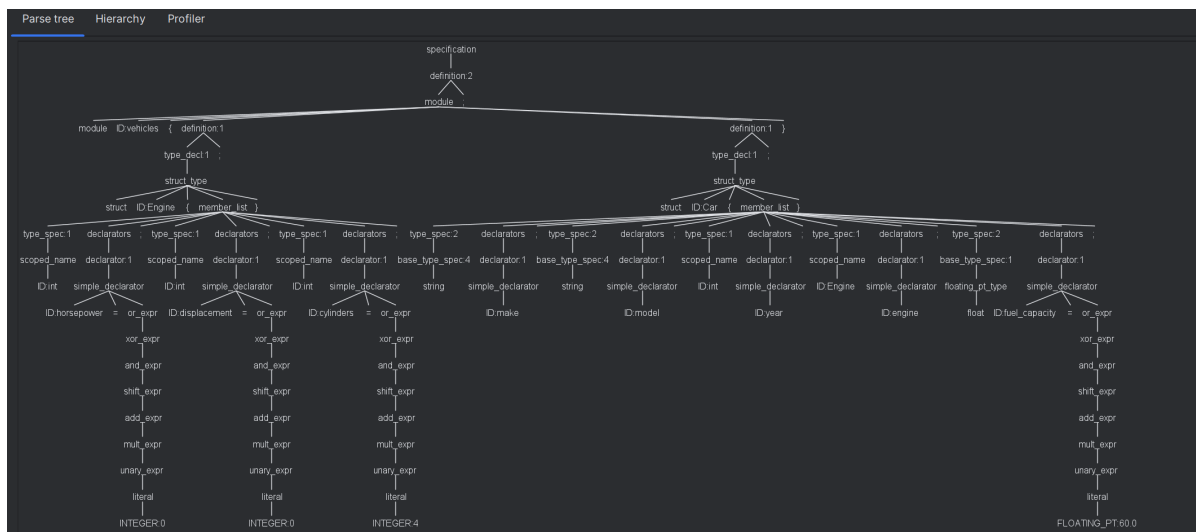 Parse tree Hierarchy Profiler
specification
definition:2
module ;
module ID:vehicles { definition:1 definition:1 }
type_decl:1 ; type_decl:1 ;
struct_type struct_type
struct ID:Engine { member_list } struct ID:Car { member_list }
type_spec:1 declarators ; type_spec:1 declarators ; type_spec:1 declarators ; type_spec:2 declarators ; type_spec:2 declarators ; type_spec:1 declarators ; type_spec:1 declarators ; type_spec:2 declarators ;
scoped_name declarator:1 scoped_name declarator:1 scoped_name declarator:1 base_type_spec:4 declarator:1 base_type_spec:4 declarator:1 scoped_name declarator:1 scoped_name declarator:1 base_type_spec:1 declarator:1
ID:int simple_declarator ID:int simple_declarator ID:int simple_declarator string simple_declarator string simple_declarator ID:int simple_declarator ID:Engine simple_declarator floating_pt_type simple_declarator
ID:horsepower = or_expr ID:displacement = or_expr ID:cylinders = or_expr ID:make ID:model ID:year ID:engine float ID:fuel_capacity = or_expr
xor_expr xor_expr xor_expr xor_expr
and_expr and_expr and_expr and_expr
shift_expr shift_expr shift_expr shift_expr
add_expr add_expr add_expr add_expr
mult_expr mult_expr mult_expr mult_expr
unary_expr unary_expr unary_expr unary_expr
literal literal literal literal
INTEGER:0 INTEGER:0 INTEGER:4 FLOATING_PT:60.0